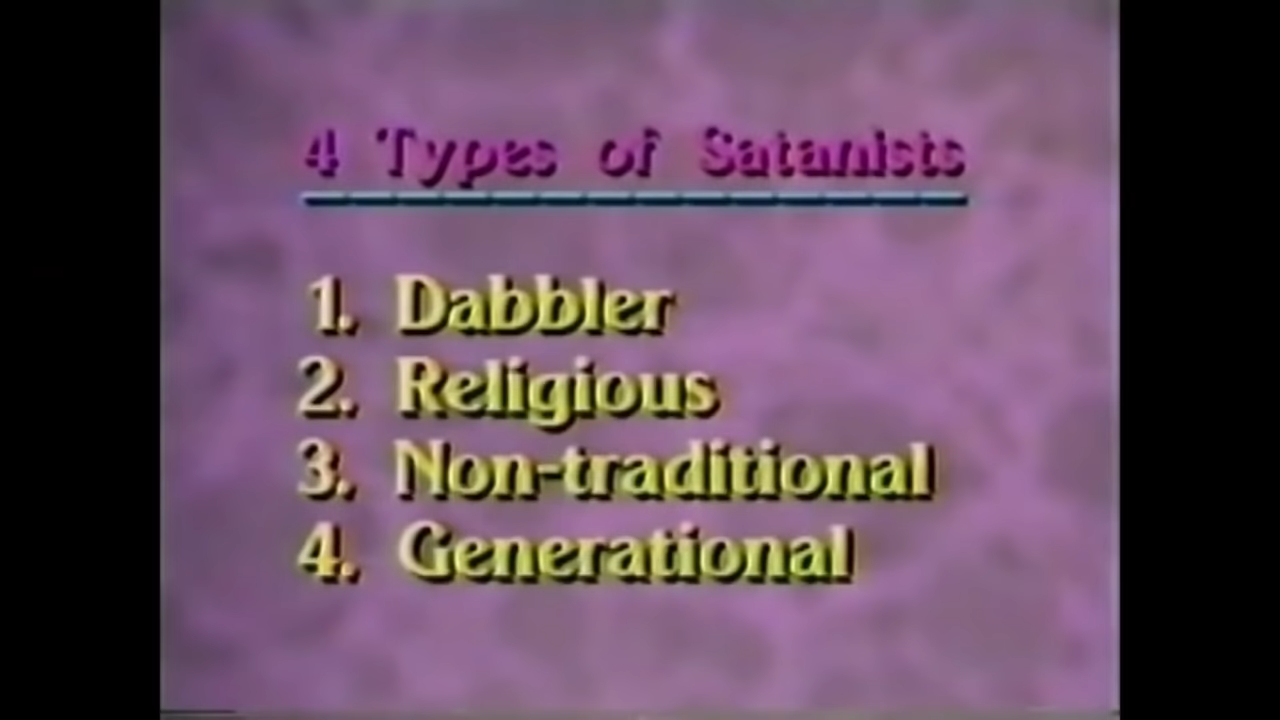 4 Types of Satanists
1. Dabbler
2. Religious
3. Non-traditional
4. Generational